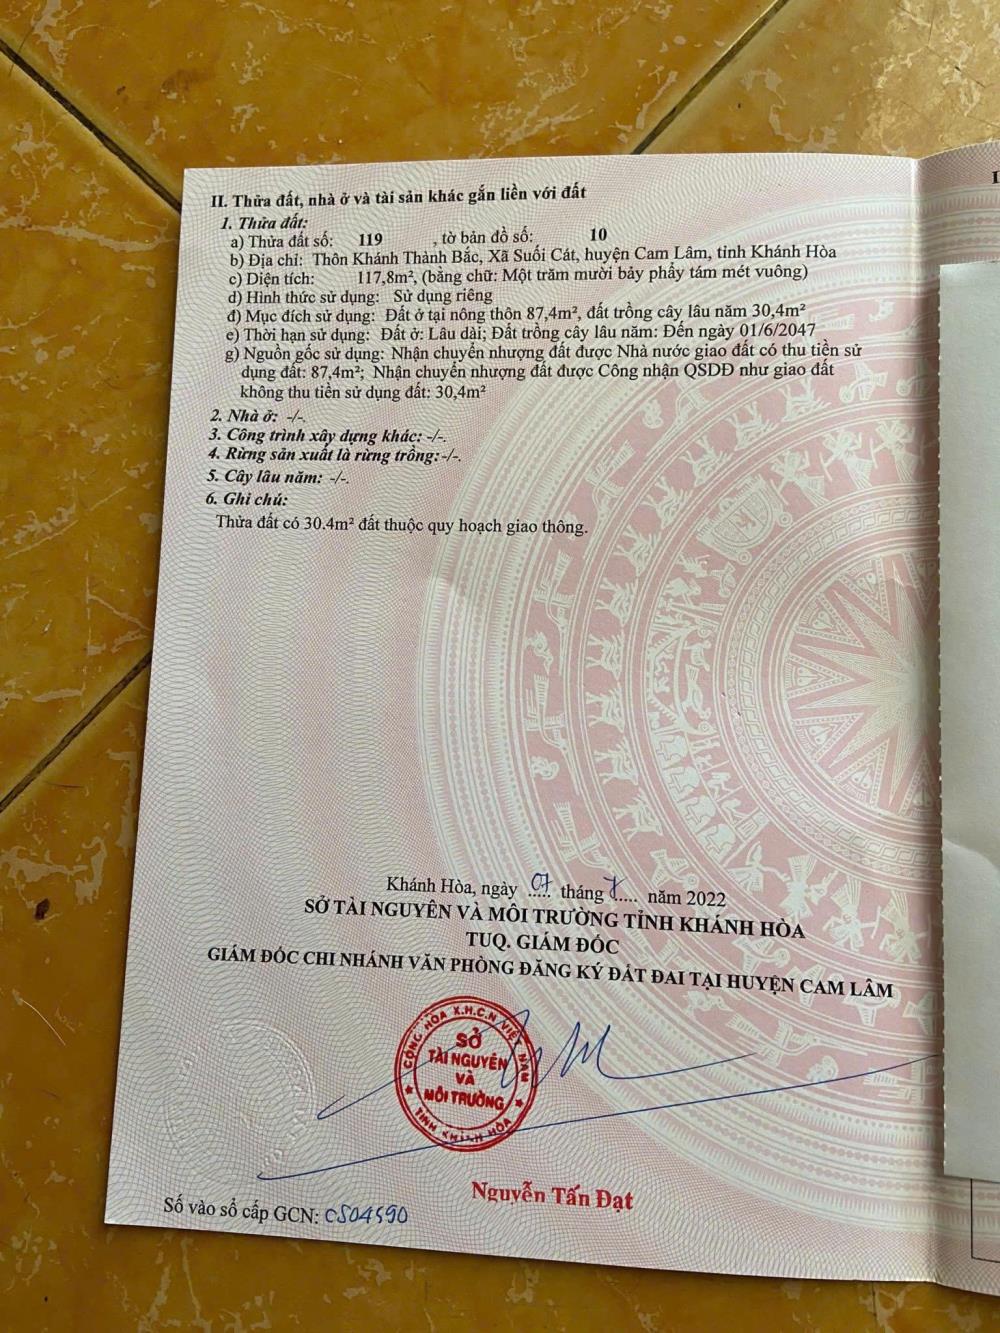 II. Thửa đất, nhà ở và tài sản khác gắn liền với đất
1. Thửa đất:
a) Thửa đất số: 119 , tờ bản đồ số: 10
b) Địa chỉ: Thôn Khánh Thành Bắc, Xã Suối Cát, huyện Cam Lâm, tỉnh Khánh Hòa
c) Diện tích: 117,8m², (bằng chữ: Một trăm mười bảy phẩy tám mét vuông)
d) Hình thức sử dụng: Sử dụng riêng
đ) Mục đích sử dụng: Đất ở tại nông thôn 87,4m², đất trồng cây lâu năm 30,4m²
e) Thời hạn sử dụng: Đất ở: Lâu dài; Đất trồng cây lâu năm: Đến ngày 01/6/2047
g) Nguồn gốc sử dụng: Nhận chuyển nhượng đất được Nhà nước giao đất có thu tiền sử
dụng đất: 87,4m²; Nhận chuyển nhượng đất được Công nhận QSDĐ như giao đất
không thu tiền sử dụng đất: 30,4m²
2. Nhà ở: -/-.
3. Công trình xây dựng khác: -/-.
4. Rừng sản xuất là rừng trồng: -/-.
5. Cây lâu năm: -/-.
6. Ghi chú:
Thửa đất có 30.4m² đất thuộc quy hoạch giao thông.
Khánh Hòa, ngày 07 tháng 7 năm 2022
SỞ TÀI NGUYÊN VÀ MÔI TRƯỜNG TỈNH KHÁNH HÒA
TUQ. GIÁM ĐỐC
GIÁM ĐỐC CHI NHÁNH VĂN PHÒNG ĐĂNG KÝ ĐẤT ĐAI TẠI HUYỆN CAM LÂM
CỘNG HÒA X.H.C.N VIỆT NAM
SỞ
TÀI NGUYÊN
VÀ
MÔI TRƯỜNG
TỈNH KHÁNH HÒA
Nguyễn Tấn Đạt
Số vào sổ cấp GCN: CS04590